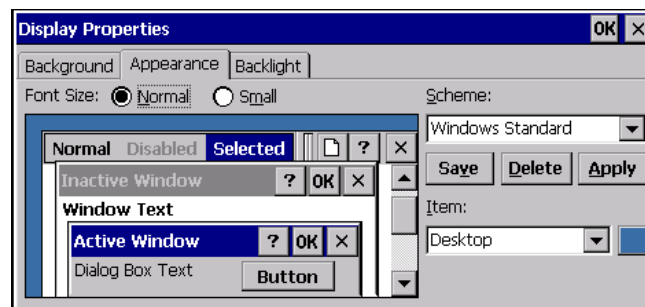 Display Properties OK ×
Background Appearance Backlight
Font Size: Normal Small
Scheme:
Windows Standard
Save Delete Apply
Item:
Desktop
Normal Disabled Selected ? ×
Inactive Window ? OK ×
Window Text
Active Window ? OK ×
Dialog Box Text Button